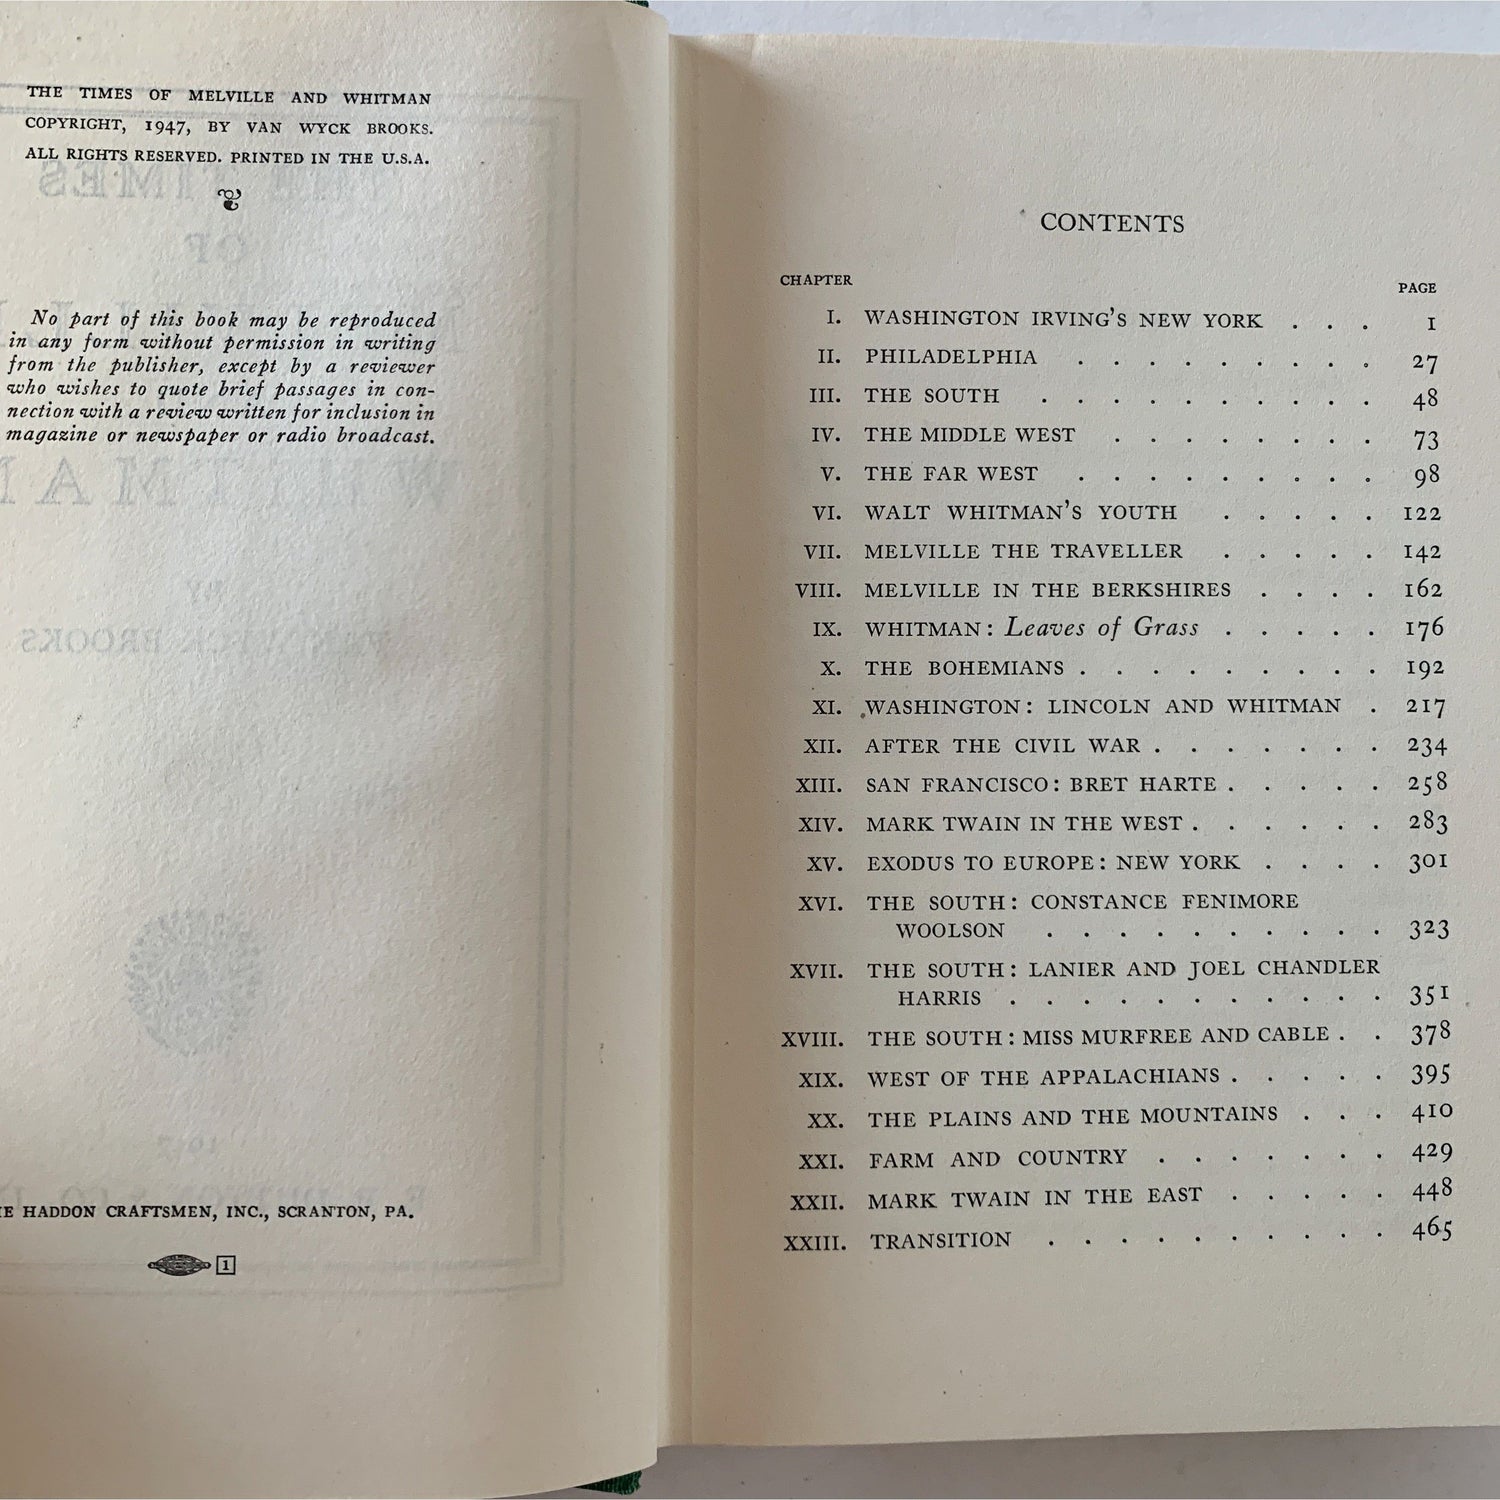 THE TIMES OF MELVILLE AND WHITMAN
COPYRIGHT, 1947, BY VAN WYCK BROOKS.
ALL RIGHTS RESERVED. PRINTED IN THE U.S.A.
No part of this book may be reproduced
in any form without permission in writing
from the publisher, except by a reviewer
who wishes to quote brief passages in con-
nection with a review written for inclusion in
magazine or newspaper or radio broadcast.
HADDON CRAFTSMEN, INC., SCRANTON, PA.
1
CONTENTS
CHAPTER PAGE
I. WASHINGTON IRVING'S NEW YORK . . . 1
II. PHILADELPHIA . . . . . . . . . 27
III. THE SOUTH . . . . . . . . . . 48
IV. THE MIDDLE WEST . . . . . . . . 73
V. THE FAR WEST . . . . . . . . . 98
VI. WALT WHITMAN'S YOUTH . . . . . 122
VII. MELVILLE THE TRAVELLER . . . . . 142
VIII. MELVILLE IN THE BERKSHIRES . . . . 162
IX. WHITMAN: Leaves of Grass . . . . . 176
X. THE BOHEMIANS . . . . . . . . . 192
XI. WASHINGTON: LINCOLN AND WHITMAN . 217
XII. AFTER THE CIVIL WAR . . . . . . . 234
XIII. SAN FRANCISCO: BRET HARTE . . . . . 258
XIV. MARK TWAIN IN THE WEST . . . . . . 283
XV. EXODUS TO EUROPE: NEW YORK . . . . 301
XVI. THE SOUTH: CONSTANCE FENIMORE
WOOLSON . . . . . . . . . . 323
XVII. THE SOUTH: LANIER AND JOEL CHANDLER
HARRIS . . . . . . . . . . . 351
XVIII. THE SOUTH: MISS MURFREE AND CABLE . . 378
XIX. WEST OF THE APPALACHIANS . . . . . 395
XX. THE PLAINS AND THE MOUNTAINS . . . 410
XXI. FARM AND COUNTRY . . . . . . . 429
XXII. MARK TWAIN IN THE EAST . . . . . 448
XXIII. TRANSITION . . . . . . . . . . 465